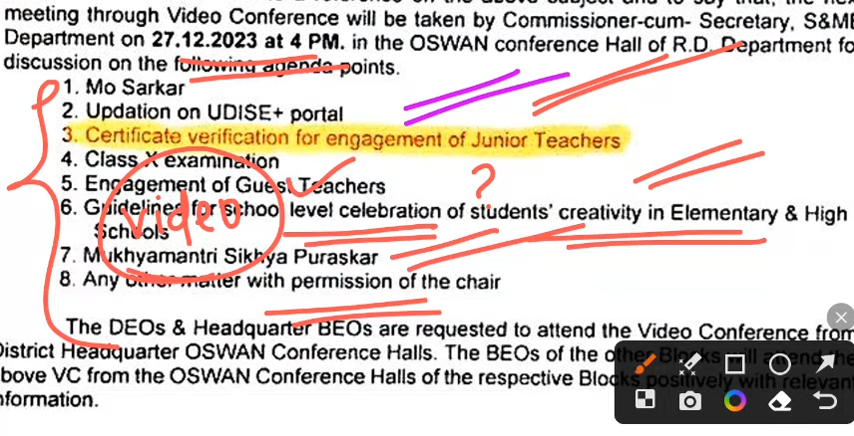 meeting through Video Conference will be taken by Commissioner-cum- Secretary, S&ME
Department on 27.12.2023 at 4 PM. in the OSWAN conference Hall of R.D. Department fo
discussion on the following agenda points.
1. Mo Sarkar
2. Updation on UDISE+ portal
3. Certificate verification for engagement of Junior Teachers
4. Class X examination
5. Engagement of Guest Teachers
?
6. Guidelines for school level celebration of students' creativity in Elementary & High
Schools
video
7. Mukhyamantri Sikhya Puraskar
8. Any other matter with permission of the chair
The DEOs & Headquarter BEOs are requested to attend the Video Conference from
District Headquarter OSWAN Conference Halls. The BEOs of the other Blocks will attend the
bove VC from the OSWAN Conference Halls of the respective Blocks positively with relevan
nformation.